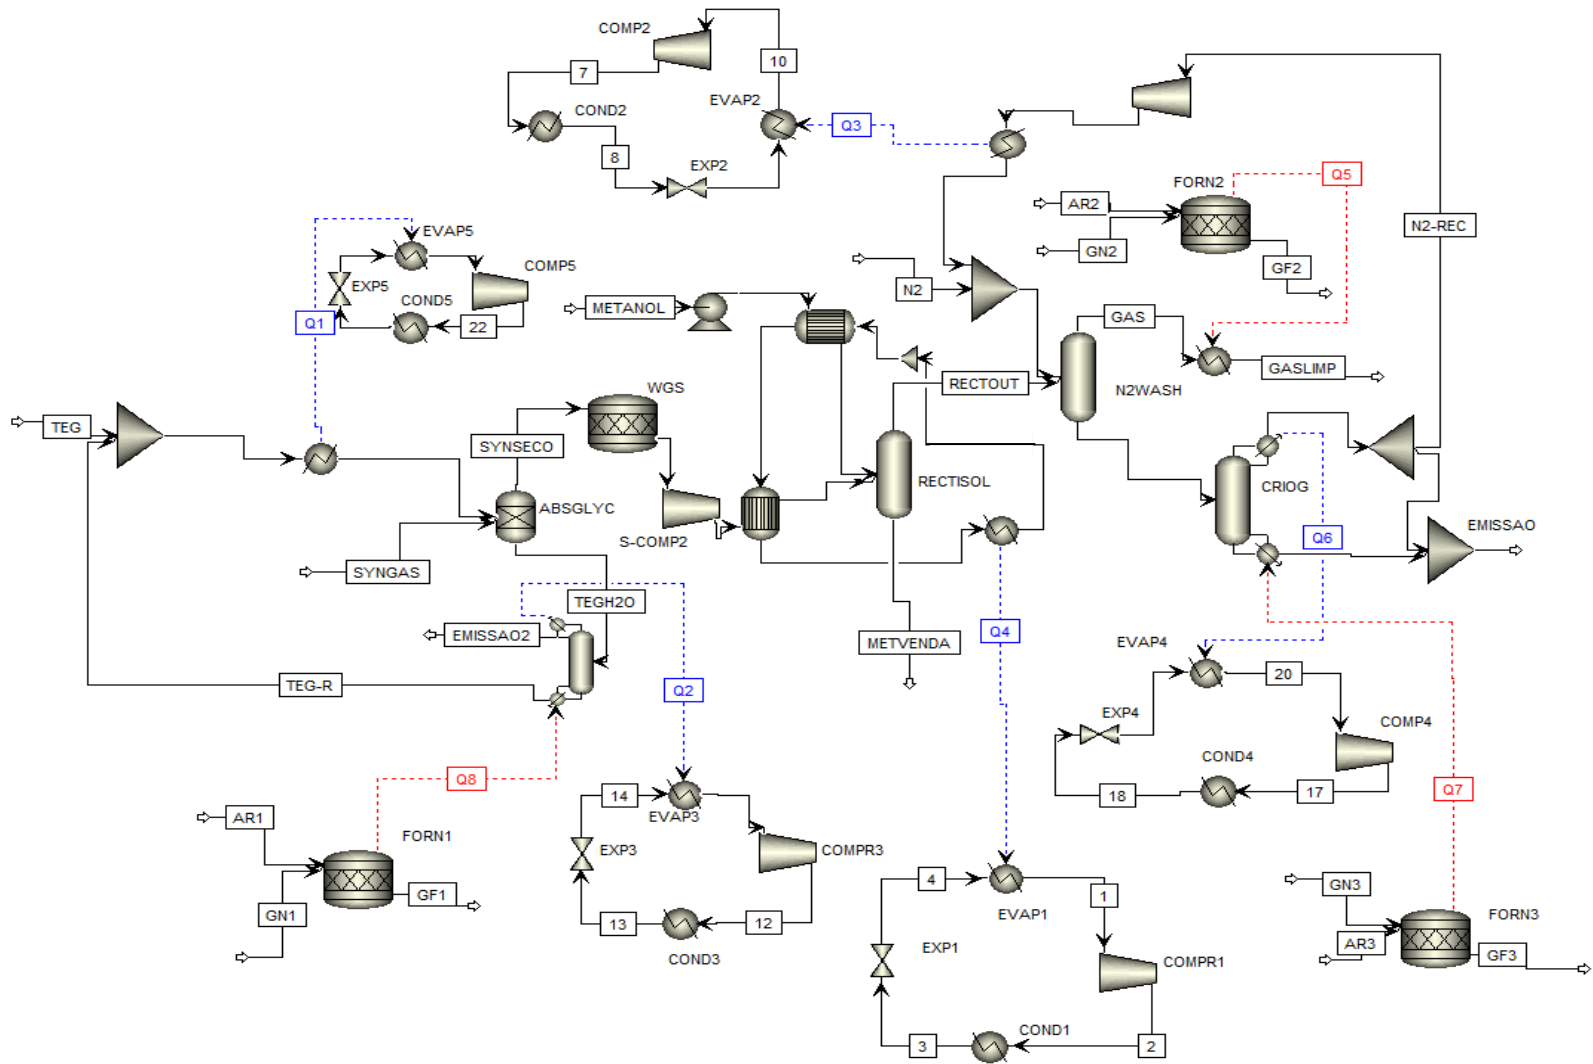 COMP2
7
10
EVAP2
COND2
Q3
8
EXP2
FORN2
Q5
AR2
GN2
N2-REC
GF2
EVAP5
COMP5
EXP5
COND5
Q1
22
METANOL
N2
GAS
GASLIMP
RECTOUT
N2WASH
WGS
TEG
SYNSECO
RECTISOL
CRIOG
ABSGLYC
S-COMP2
EMISSAO
Q6
SYNGAS
TEGH2O
EMISSAO2
METVENDA
Q4
EVAP4
TEG-R
Q2
20
EXP4
COMP4
COND4
Q8
18
17
Q7
14
AR1
EVAP3
FORN1
EXP3
COMPR3
4
1
GN3
GF1
GN1
EVAP1
FORN3
13
12
AR3
GF3
COND3
EXP1
COMPR1
COND1
3
2